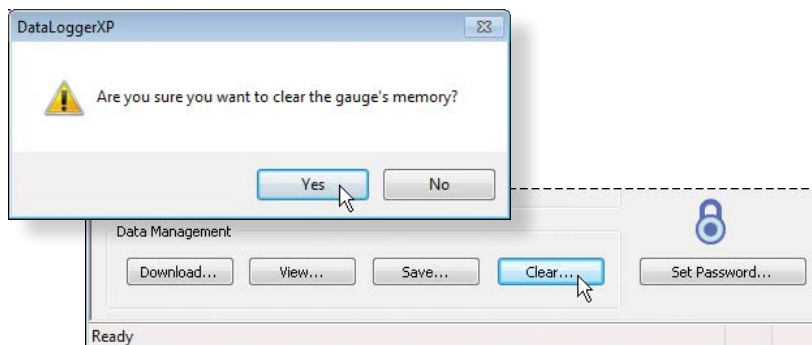 DataLoggerXP
Are you sure you want to clear the gauge's memory?
Yes No
Data Management
Download... View... Save... Clear... Set Password...
Ready